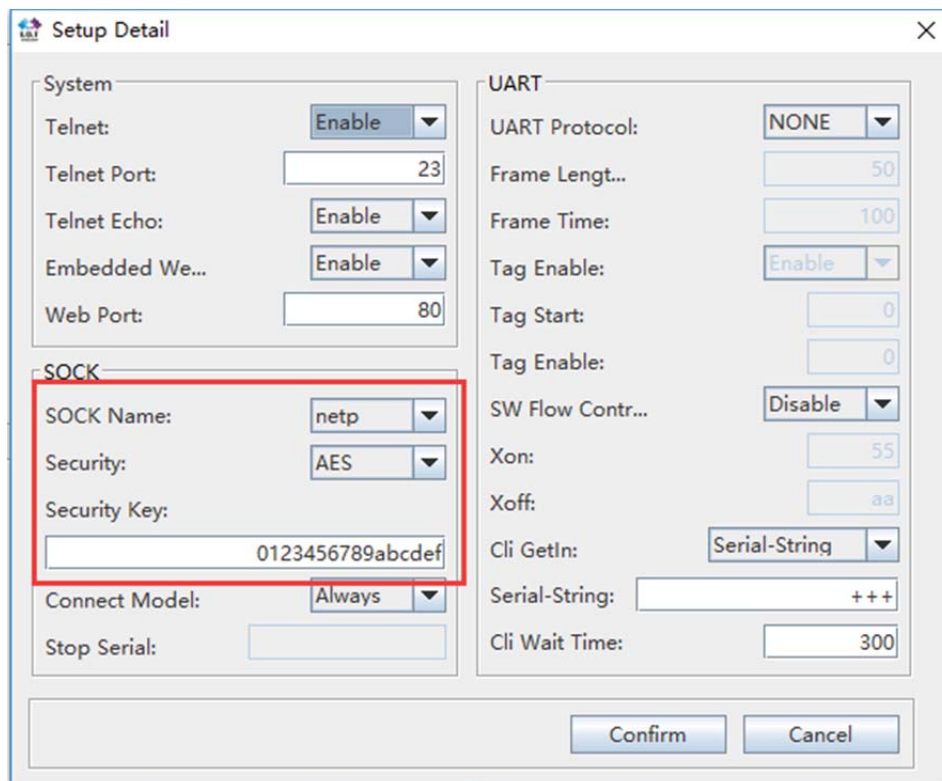 Setup Detail
System
Telnet: Enable
Telnet Port: 23
Telnet Echo: Enable
Embedded We... Enable
Web Port: 80
SOCK
SOCK Name: netp
Security: AES
Security Key:
0123456789abcdef
Connect Model: Always
Stop Serial:
UART
UART Protocol: NONE
Frame Lengt... 50
Frame Time: 100
Tag Enable: Enable
Tag Start: 0
Tag Enable: 0
SW Flow Contr... Disable
Xon: 55
Xoff: aa
Cli GetIn: Serial-String
Serial-String: +++
Cli Wait Time: 300
Confirm Cancel